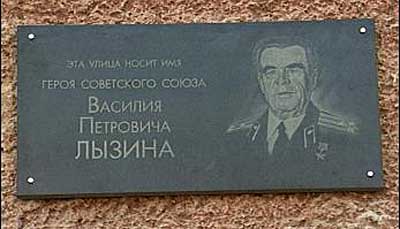 ЭТА УЛИЦА НОСИТ ИМЯ
ГЕРОЯ СОВЕТСКОГО СОЮЗА
ВАСИЛИЯ
ПЕТРОВИЧА
ЛЫЗИНА